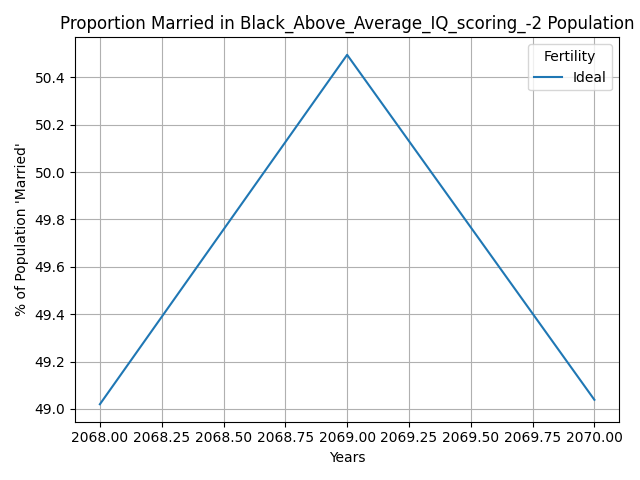 Proportion Married in Black_Above_Average_IQ_scoring_-2 Population
Fertility
Ideal
% of Population 'Married'
50.4
50.2
50.0
49.8
49.6
49.4
49.2
49.0
2068.00 2068.25 2068.50 2068.75 2069.00 2069.25 2069.50 2069.75 2070.00
Years